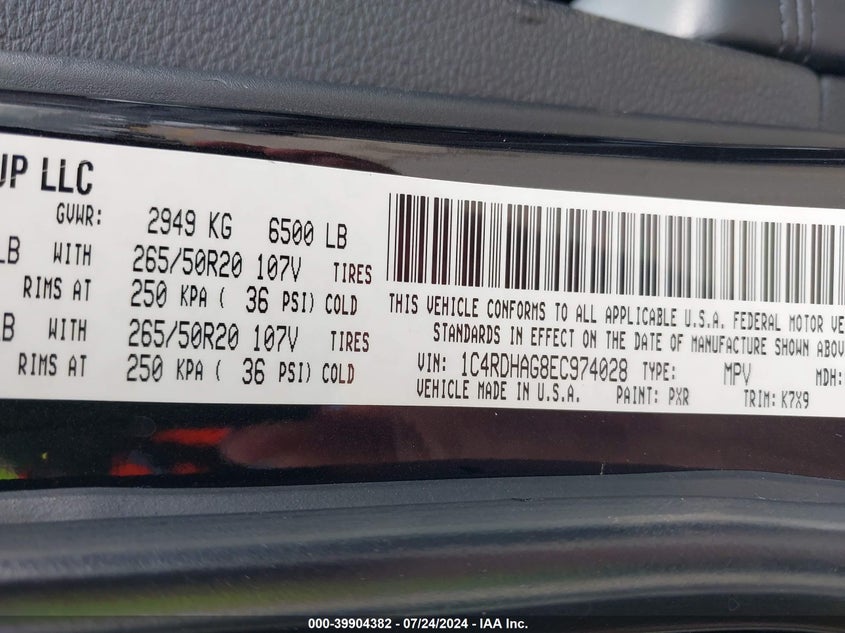 UP LLC
GVWR: 2949 KG 6500 LB
LB WITH 265/50R20 107V TIRES
RIMS AT 250 KPA ( 36 PSI) COLD
LB WITH 265/50R20 107V TIRES
RIMS AT 250 KPA ( 36 PSI) COLD
THIS VEHICLE CONFORMS TO ALL APPLICABLE U.S.A. FEDERAL MOTOR VE
STANDARDS IN EFFECT ON THE DATE OF MANUFACTURE SHOWN ABOV
VIN: 1C4RDHAG8EC974028 TYPE: MPV MDH:
VEHICLE MADE IN U.S.A. PAINT: PXR TRIM: K7X9
000-39904382 - 07/24/2024 - IAA Inc.